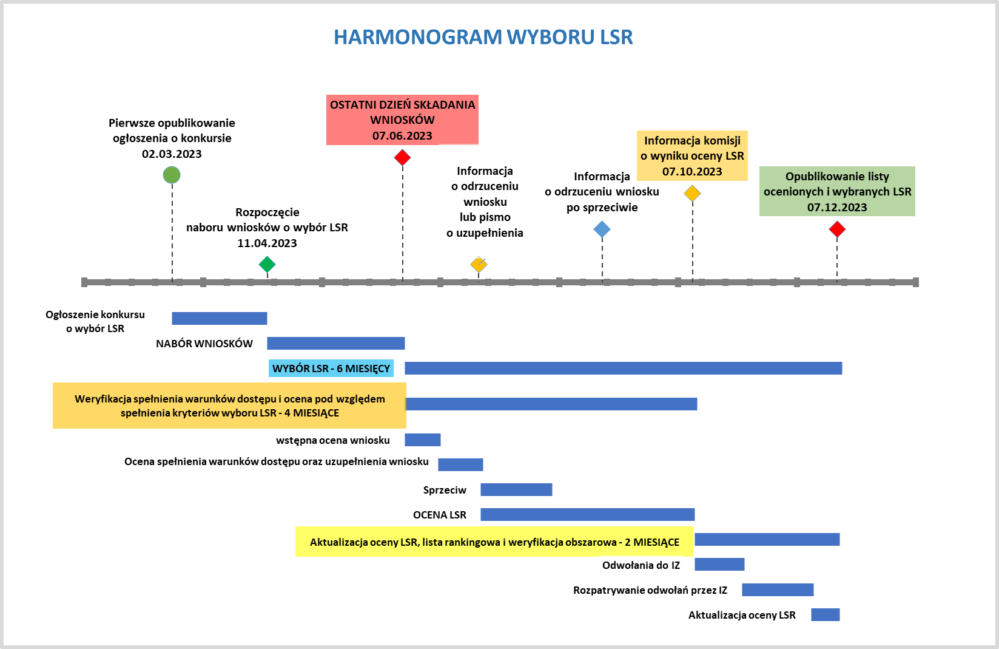 HARMONOGRAM WYBORU LSR
Pierwsze opublikowanie
ogłoszenia o konkursie
02.03.2023
Rozpoczęcie
naboru wniosków o wybór LSR
11.04.2023
OSTATNI DZIEŃ SKŁADANIA
WNIOSKÓW
07.06.2023
Informacja
o odrzuceniu
wniosku
lub pismo
o uzupełnienia
Informacja
o odrzuceniu wniosku
po sprzeciwie
Informacja komisji
o wyniku oceny LSR
07.10.2023
Opublikowanie listy
ocenionych i wybranych LSR
07.12.2023
Ogłoszenie konkursu
o wybór LSR
NABÓR WNIOSKÓW
WYBÓR LSR - 6 MIESIĘCY
Weryfikacja spełnienia warunków dostępu i ocena pod względem
spełnienia kryteriów wyboru LSR - 4 MIESIĄCE
wstępna ocena wniosku
Ocena spełnienia warunków dostępu oraz uzupełnienia wniosku
Sprzeciw
OCENA LSR
Aktualizacja oceny LSR, lista rankingowa i weryfikacja obszarowa - 2 MIESIĄCE
Odwołania do IZ
Rozpatrywanie odwołań przez IZ
Aktualizacja oceny LSR